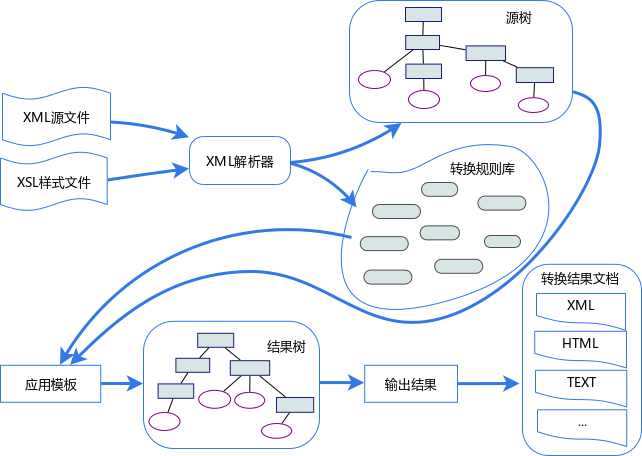 源树
XML源文件
XML解析器
转换规则库
XSL样式文件
转换结果文档
XML
HTML
TEXT
...
结果树
应用模板
输出结果